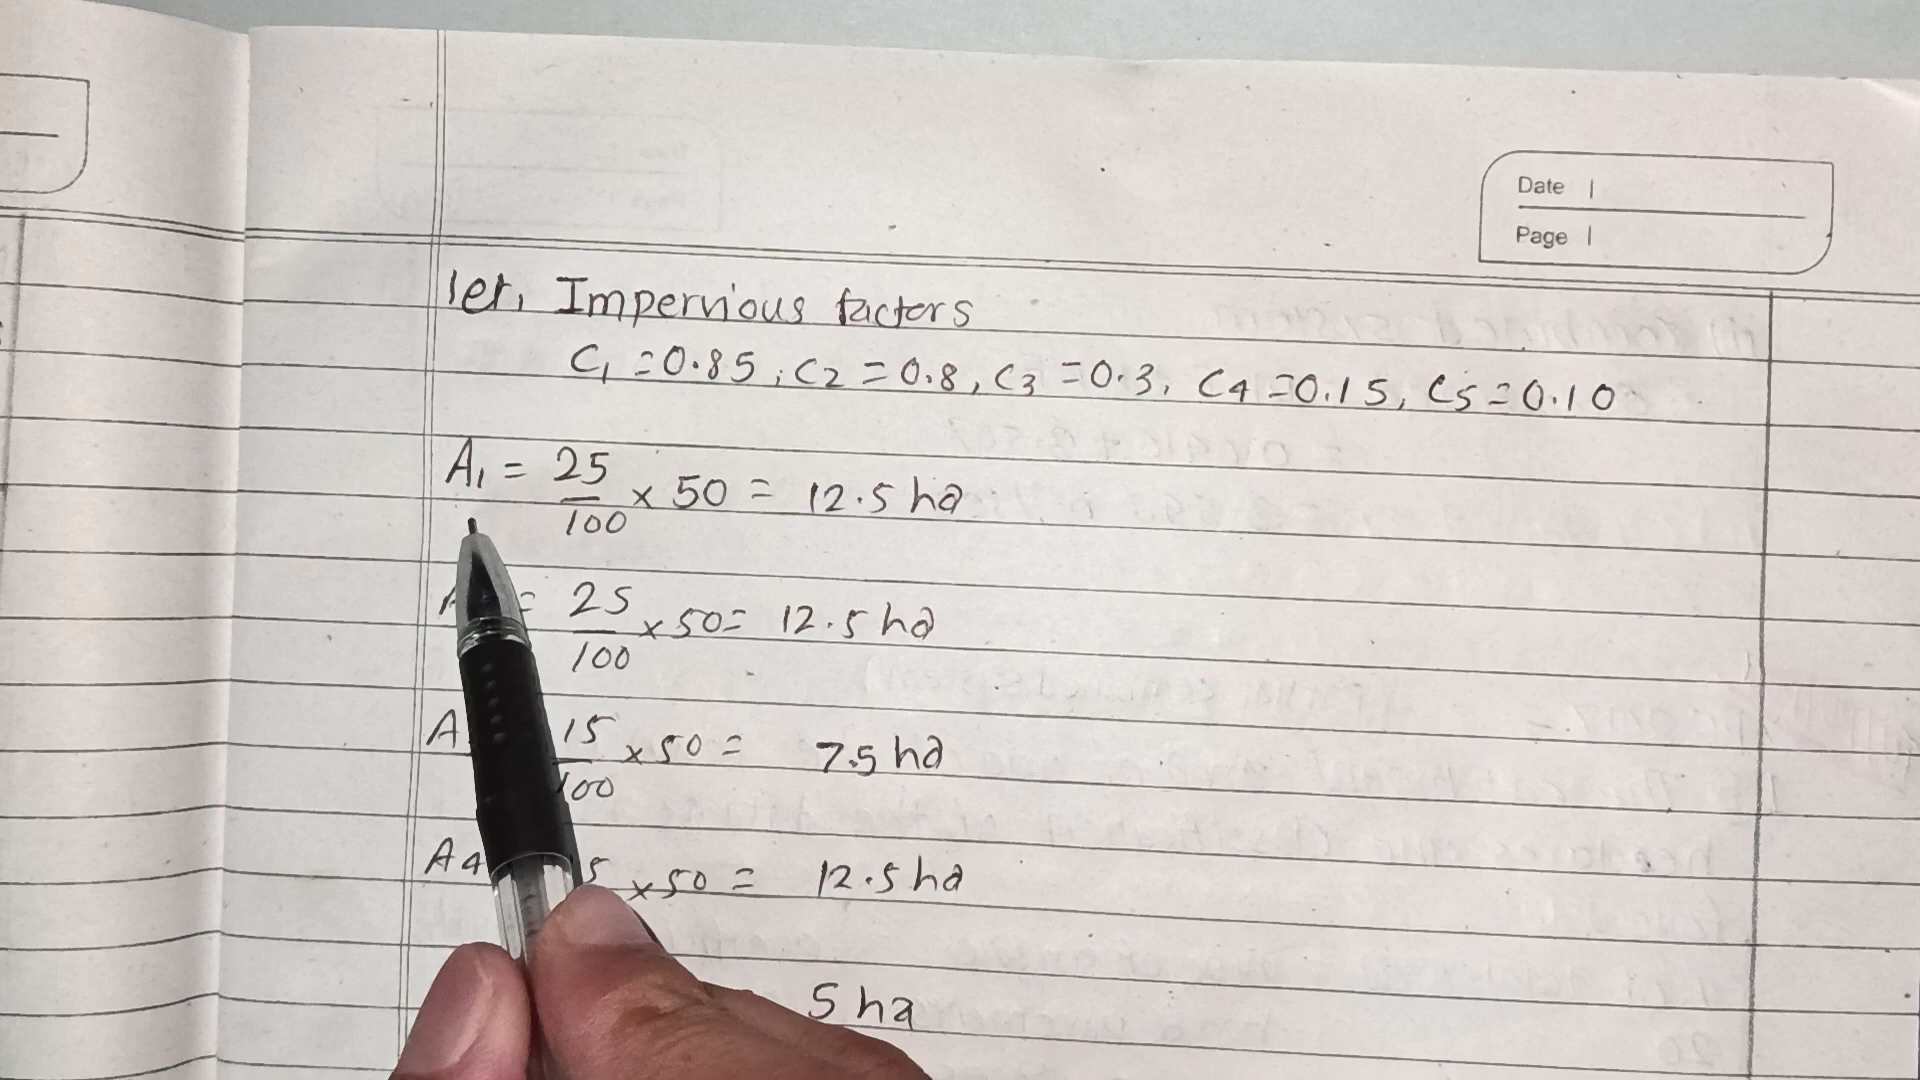 Date
Page
let, Impervious factors
C1 = 0.85, C2 = 0.8, C3 = 0.3, C4 = 0.15, C5 = 0.10
A1 = 25/100 x 50 = 12.5 ha
A = 25/100 x 50 = 12.5 ha
A 15/100 x 50 = 7.5 ha
A4 5 x 50 = 12.5 ha
5 ha